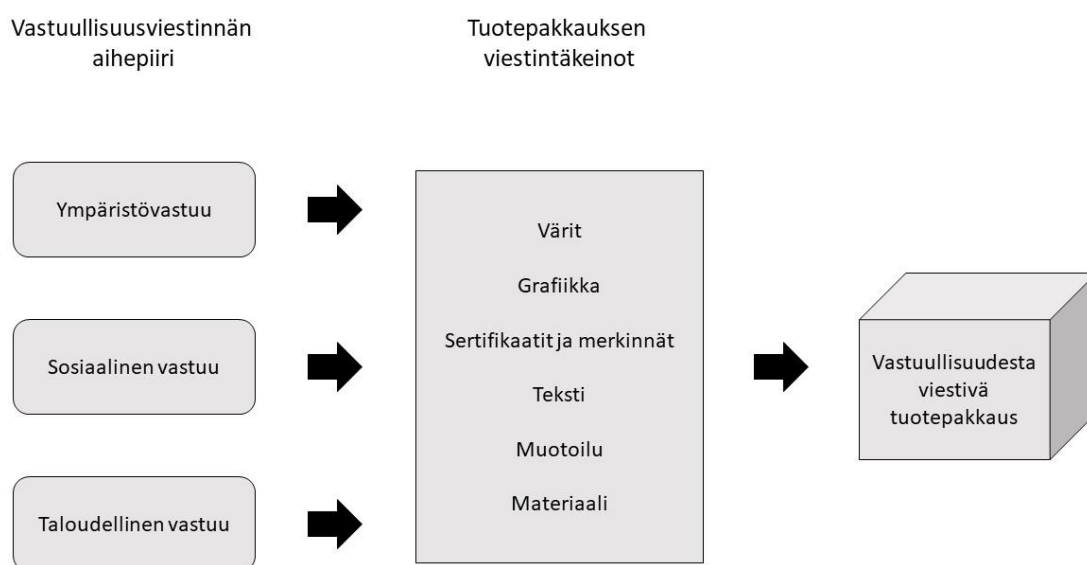 Vastuullisuusviestinnän
aihepiiri
Tuotepakkauksen
viestintäkeinot
Ympäristövastuu
Sosiaalinen vastuu
Taloudellinen vastuu
Värit
Grafiikka
Sertifikaatit ja merkinnät
Teksti
Muotoilu
Materiaali
Vastuullisuudesta
viestivä
tuotepakkaus